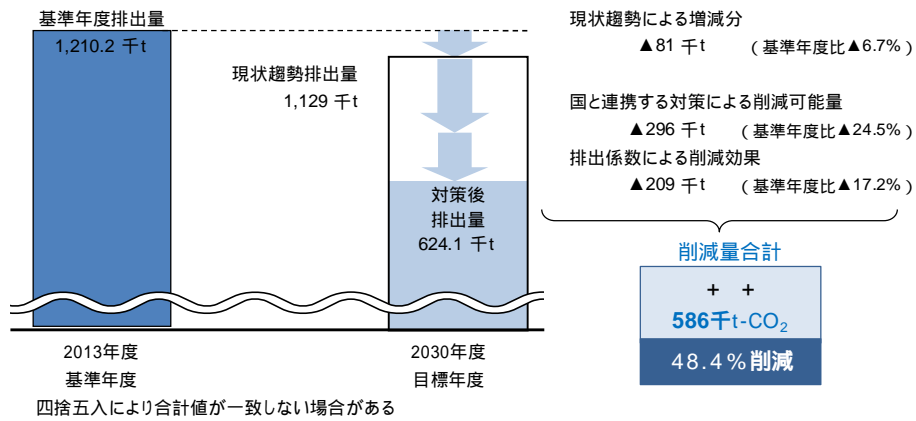 基準年度排出量
1,210.2 千t
現状趨勢排出量
1,129 千t
対策後
排出量
624.1 千t
2013年度
基準年度
2030年度
目標年度
四捨五入により合計値が一致しない場合がある
現状趨勢による増減分
▲81 千t (基準年度比▲6.7%)
国と連携する対策による削減可能量
▲296 千t (基準年度比▲24.5%)
排出係数による削減効果
▲209 千t (基準年度比▲17.2%)
削減量合計
+ +
586千t-CO₂
48.4%削減